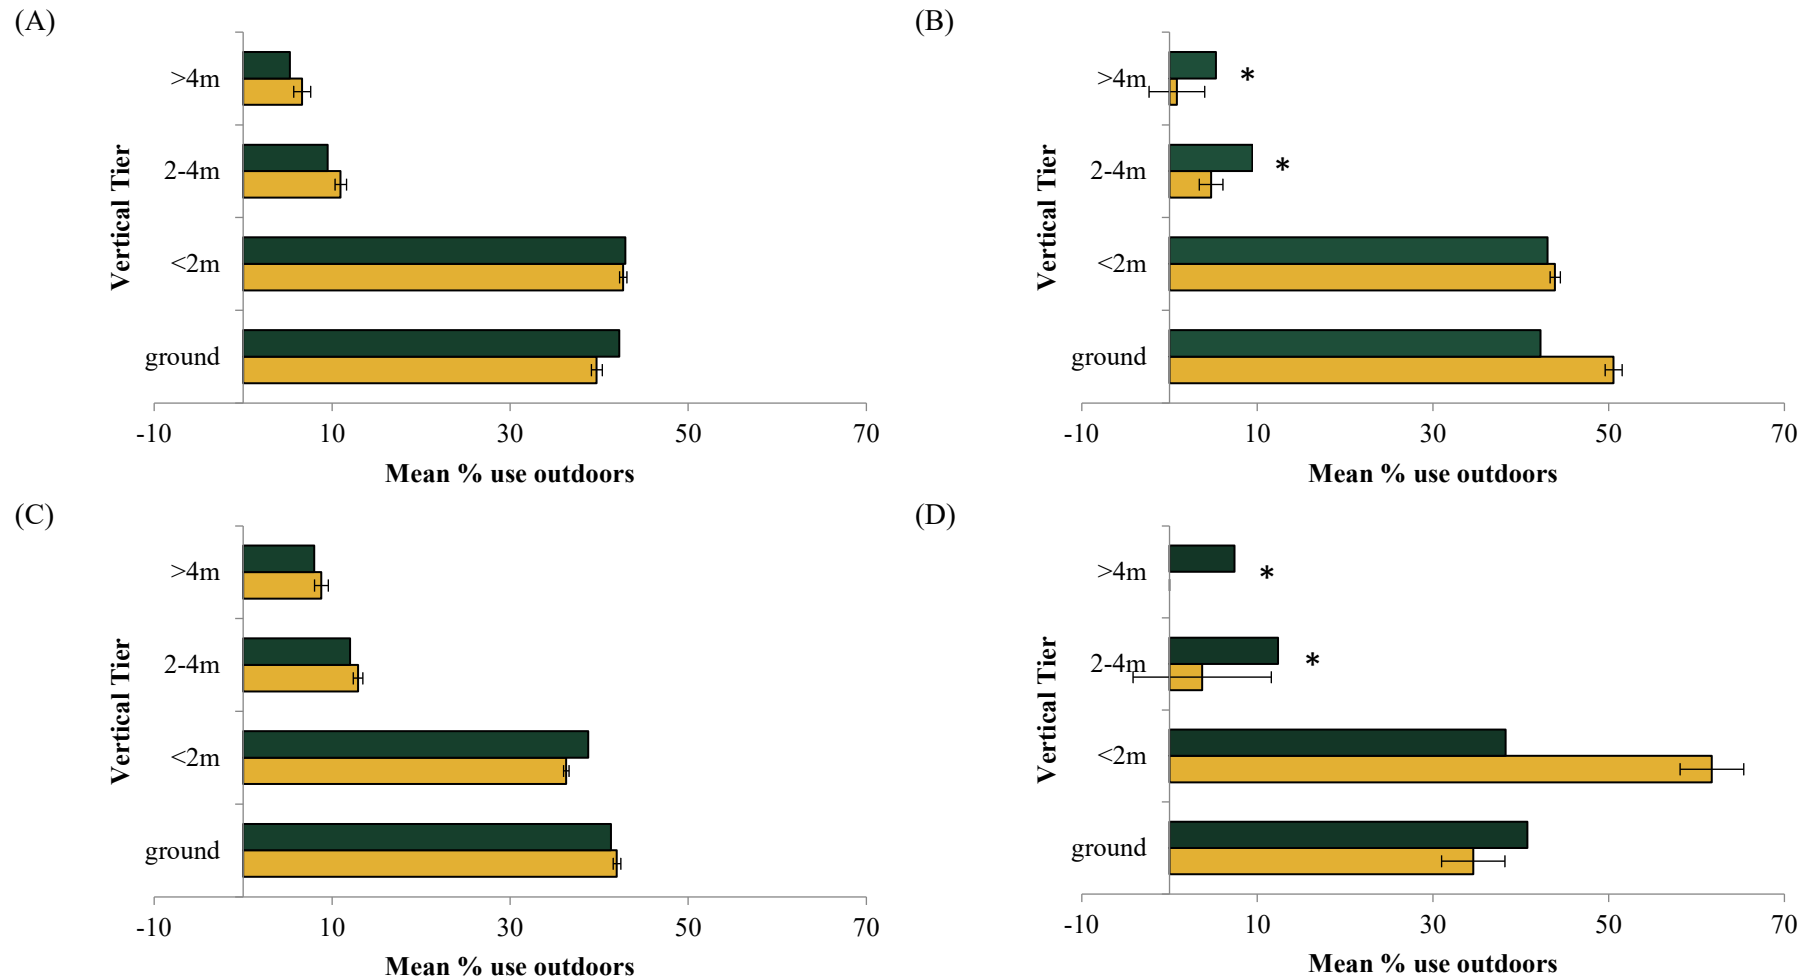 (A)
>4m
2-4m
<2m
ground
Vertical Tier
-10 10 30 50 70
Mean % use outdoors
(B)
>4m *
2-4m *
<2m
ground
Vertical Tier
-10 10 30 50 70
Mean % use outdoors
(C)
>4m
2-4m
<2m
ground
Vertical Tier
-10 10 30 50 70
Mean % use outdoors
(D)
>4m *
2-4m *
<2m
ground
Vertical Tier
-10 10 30 50 70
Mean % use outdoors